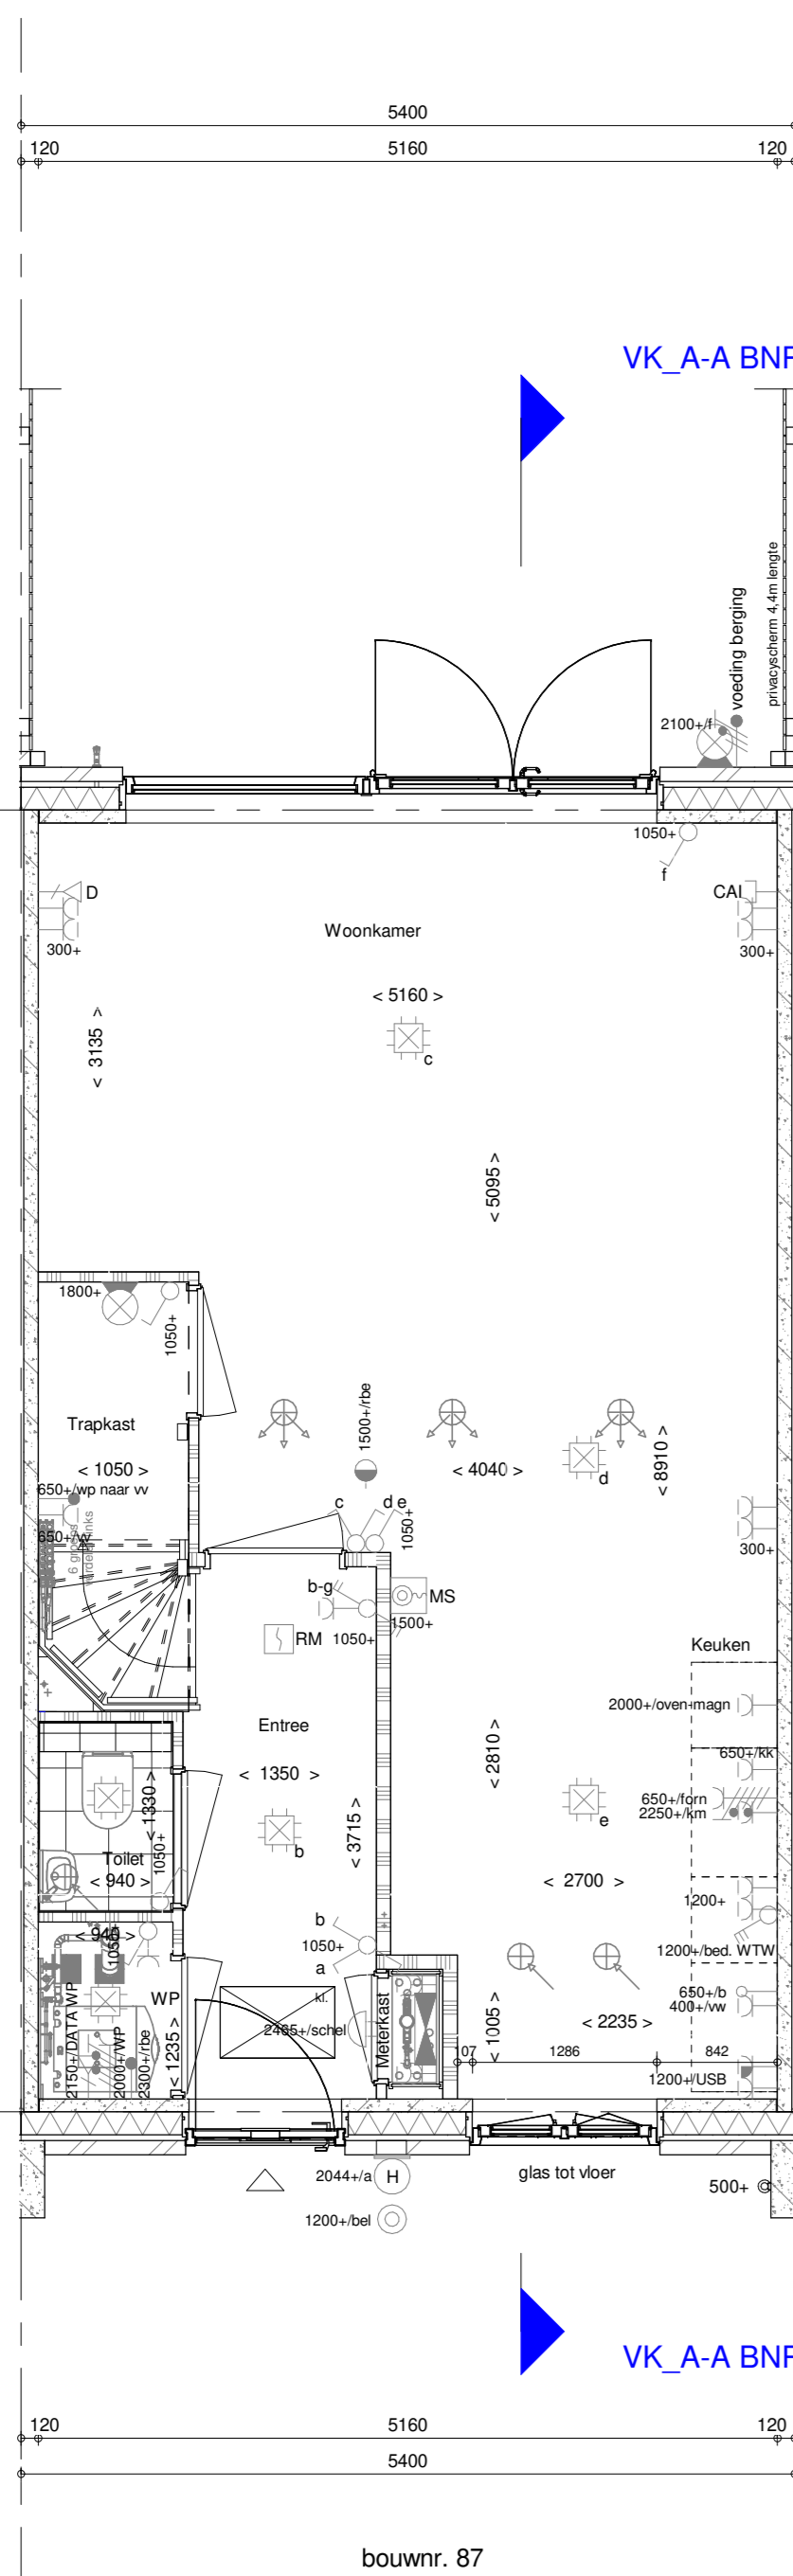 5400
120 5160 120
VK_A-A BNR
voeding berging
privacyscherm 4,4m lengte
2100+/f
1050+
f
D
CAI
300+
300+
Woonkamer
< 5160 >
c
< 3135 >
< 5095 >
1800+
1050+
Trapkast
< 1050 >
1500+/rbe
< 4040 >
d
< 8910 >
650+/wp naar vv
650+/vv
c
d e
1050+
300+
b-g
MS
1500+
RM
1050+
Keuken
2000+/oven-magn
Entree
< 1350 >
< 2810 >
650+/kk
< 1330 >
650+/forn
2250+/km
e
b
< 3715 >
Toilet
1050+
< 940 >
< 2700 >
1200+
b
1050+
a
< 940 >
1050+
1200+/bed. WTW
WP
kl.
2465+/schel
Meterkast
< 1005 >
< 2235 >
650+/b
400+/vw
2150+/DATA WP
2000+/WP
2300+/rbe
< 1235 >
107 1286 842
1200+/USB
2044+/a
H
glas tot vloer
500+
1200+/bel
VK_A-A BNR
120 5160 120
5400
bouwnr. 87